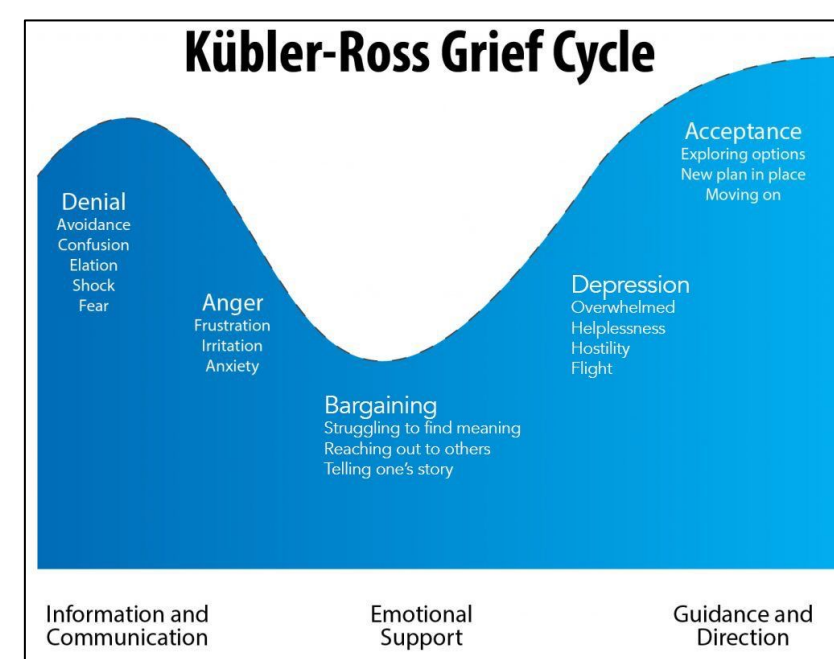 Kübler-Ross Grief Cycle
Denial
Avoidance
Confusion
Elation
Shock
Fear
Anger
Frustration
Irritation
Anxiety
Bargaining
Struggling to find meaning
Reaching out to others
Telling one's story
Depression
Overwhelmed
Helplessness
Hostility
Flight
Acceptance
Exploring options
New plan in place
Moving on
Information and
Communication
Emotional
Support
Guidance and
Direction